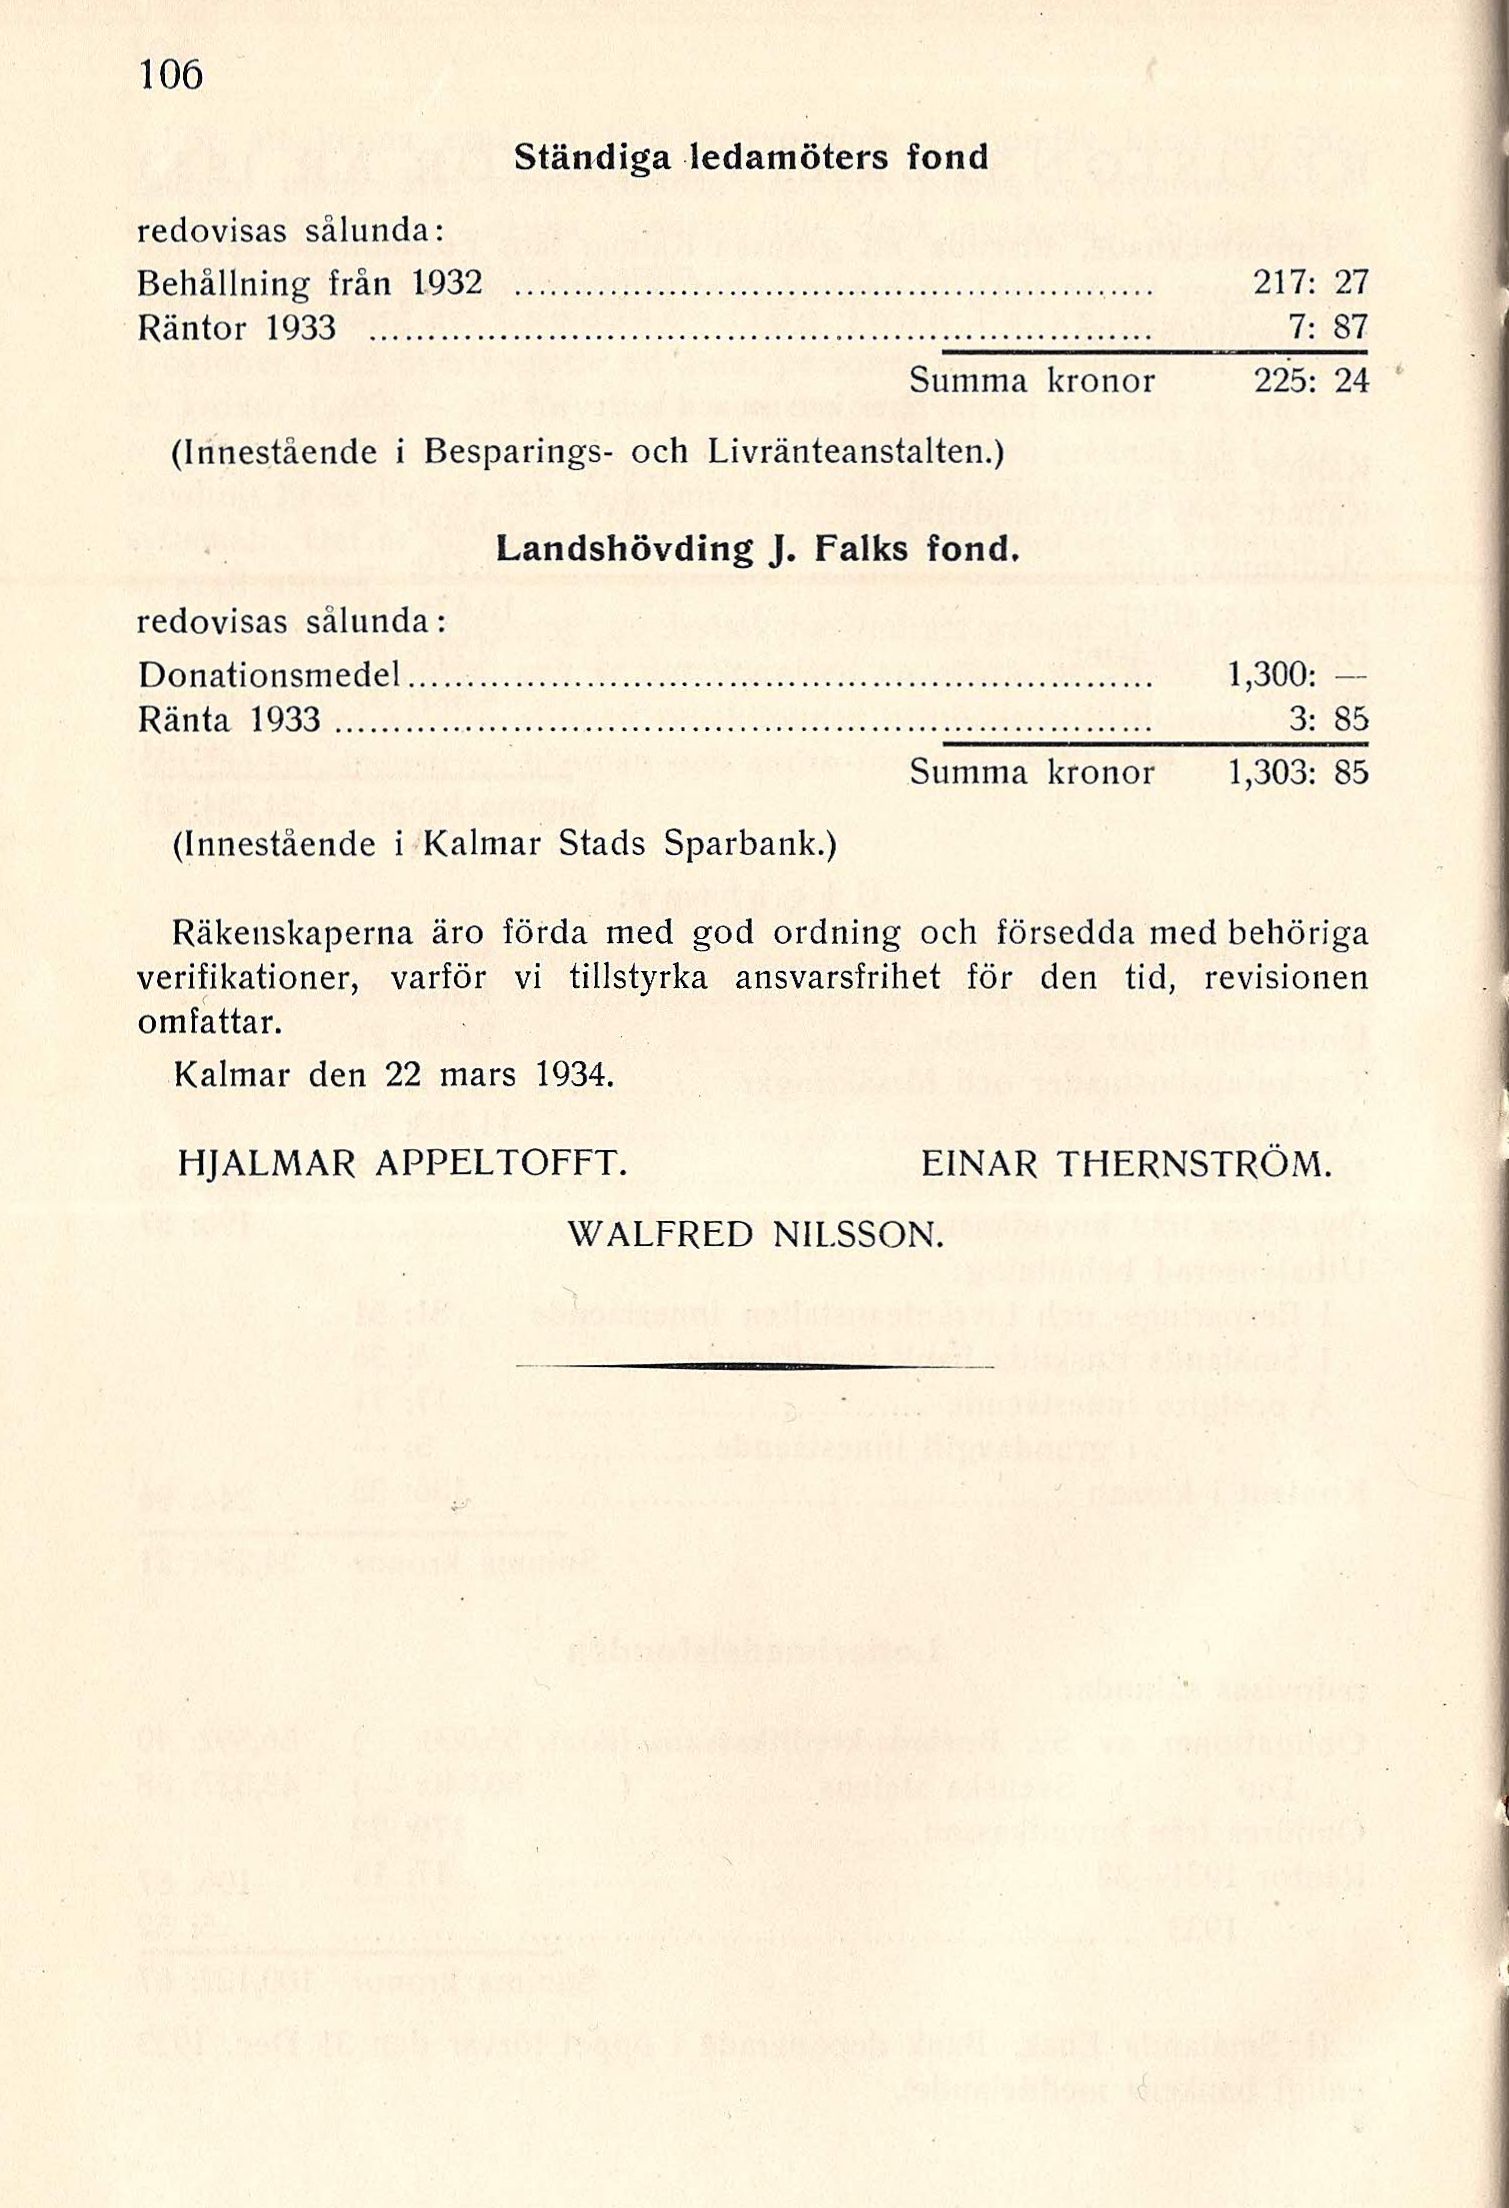 106
Ständiga ledamöters fond
redovisas sålunda:
Behållning från 1932 ........................................................ 217: 27
Räntor 1933 .................................................................. 7: 87
Summa kronor 225: 24
(Innestående i Besparings- och Livränteanstalten.)
Landshövding J. Falks fond.
redovisas sålunda:
Donationsmedel............................................................... 1,300: —
Ränta 1933 ..................................................................... 3: 85
Summa kronor 1,303: 85
(Innestående i Kalmar Stads Sparbank.)
Räkenskaperna äro förda med god ordning och försedda med behöriga
verifikationer, varför vi tillstyrka ansvarsfrihet för den tid, revisionen
omfattar.
Kalmar den 22 mars 1934.
HJALMAR APPELTOFFT. EINAR THERNSTRÖM.
WALFRED NILSSON.